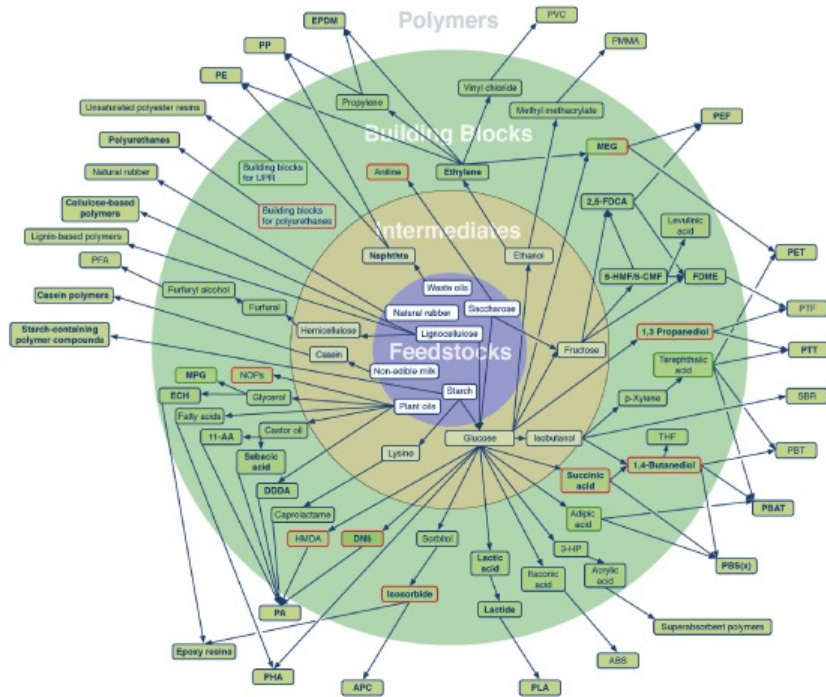 Polymers
EPDM
PVC
PP
PMMA
PE
Propylene
Vinyl chloride
Methyl methacrylate
Unsaturated polyester resins
PEF
Building Blocks
Polyurethanes
MEG
Building blocks
for UPR
Aniline
Ethylene
Natural rubber
2,5-FDCA
Cellulose-based
polymers
Building blocks
for polyurethanes
Levulinic
acid
Intermediates
Lignin-based polymers
Naphtha
Ethanol
PET
PFA
5-HMF/5-CMF
FDME
Furfuryl alcohol
Waste oils
Casein polymers
Furfural
Natural rubber
Saccharose
PTF
Starch-containing
polymer compounds
Hemicellulose
Lignocellulose
1,3 Propanediol
Feedstocks
Casein
Fructose
PTT
Terephthalic
acid
MPG
NOPs
Non-edible milk
ECH
Glycerol
Starch
p-Xylene
SBR
Fatty acids
Plant oils
11-AA
Castor oil
Glucose
Isobutanol
THF
Sebacic
acid
Lysine
PBT
1,4-Butanediol
Succinic
acid
DDDA
PBAT
Caprolactame
Adipic
acid
HMDA
DN5
Sorbitol
3-HP
Lactic
acid
PBS(x)
Itaconic
acid
Acrylic
acid
Isosorbide
PA
Lactide
Superabsorbent polymers
Epoxy resins
ABS
PHA
APC
PLA